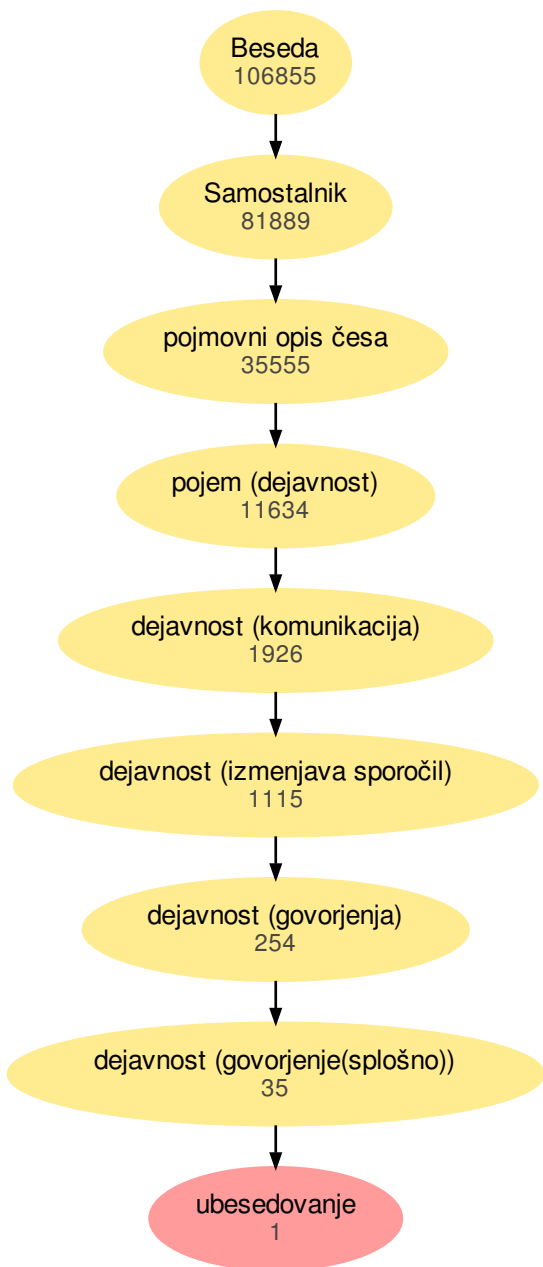 Beseda
106855
Samostalnik
81889
pojmovni opis česa
35555
pojem (dejavnost)
11634
dejavnost (komunikacija)
1926
dejavnost (izmenjava sporočil)
1115
dejavnost (govorjenja)
254
dejavnost (govorjenje(splošno))
35
ubesedovanje
1